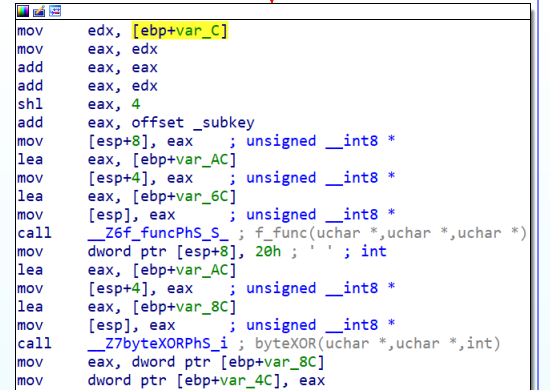 mov edx, [ebp+var_C]
mov eax, edx
add eax, eax
add eax, edx
shl eax, 4
add eax, offset _subkey
mov [esp+8], eax ; unsigned __int8 *
lea eax, [ebp+var_AC]
mov [esp+4], eax ; unsigned __int8 *
lea eax, [ebp+var_6C]
mov [esp], eax ; unsigned __int8 *
call __Z6f_funcPhS_S_ ; f_func(uchar *,uchar *,uchar *)
mov dword ptr [esp+8], 20h ; ' ' ; int
lea eax, [ebp+var_AC]
mov [esp+4], eax ; unsigned __int8 *
lea eax, [ebp+var_8C]
mov [esp], eax ; unsigned __int8 *
call __Z7byteXORPhS_i ; byteXOR(uchar *,uchar *,int)
mov eax, dword ptr [ebp+var_8C]
mov dword ptr [ebp+var_4C], eax